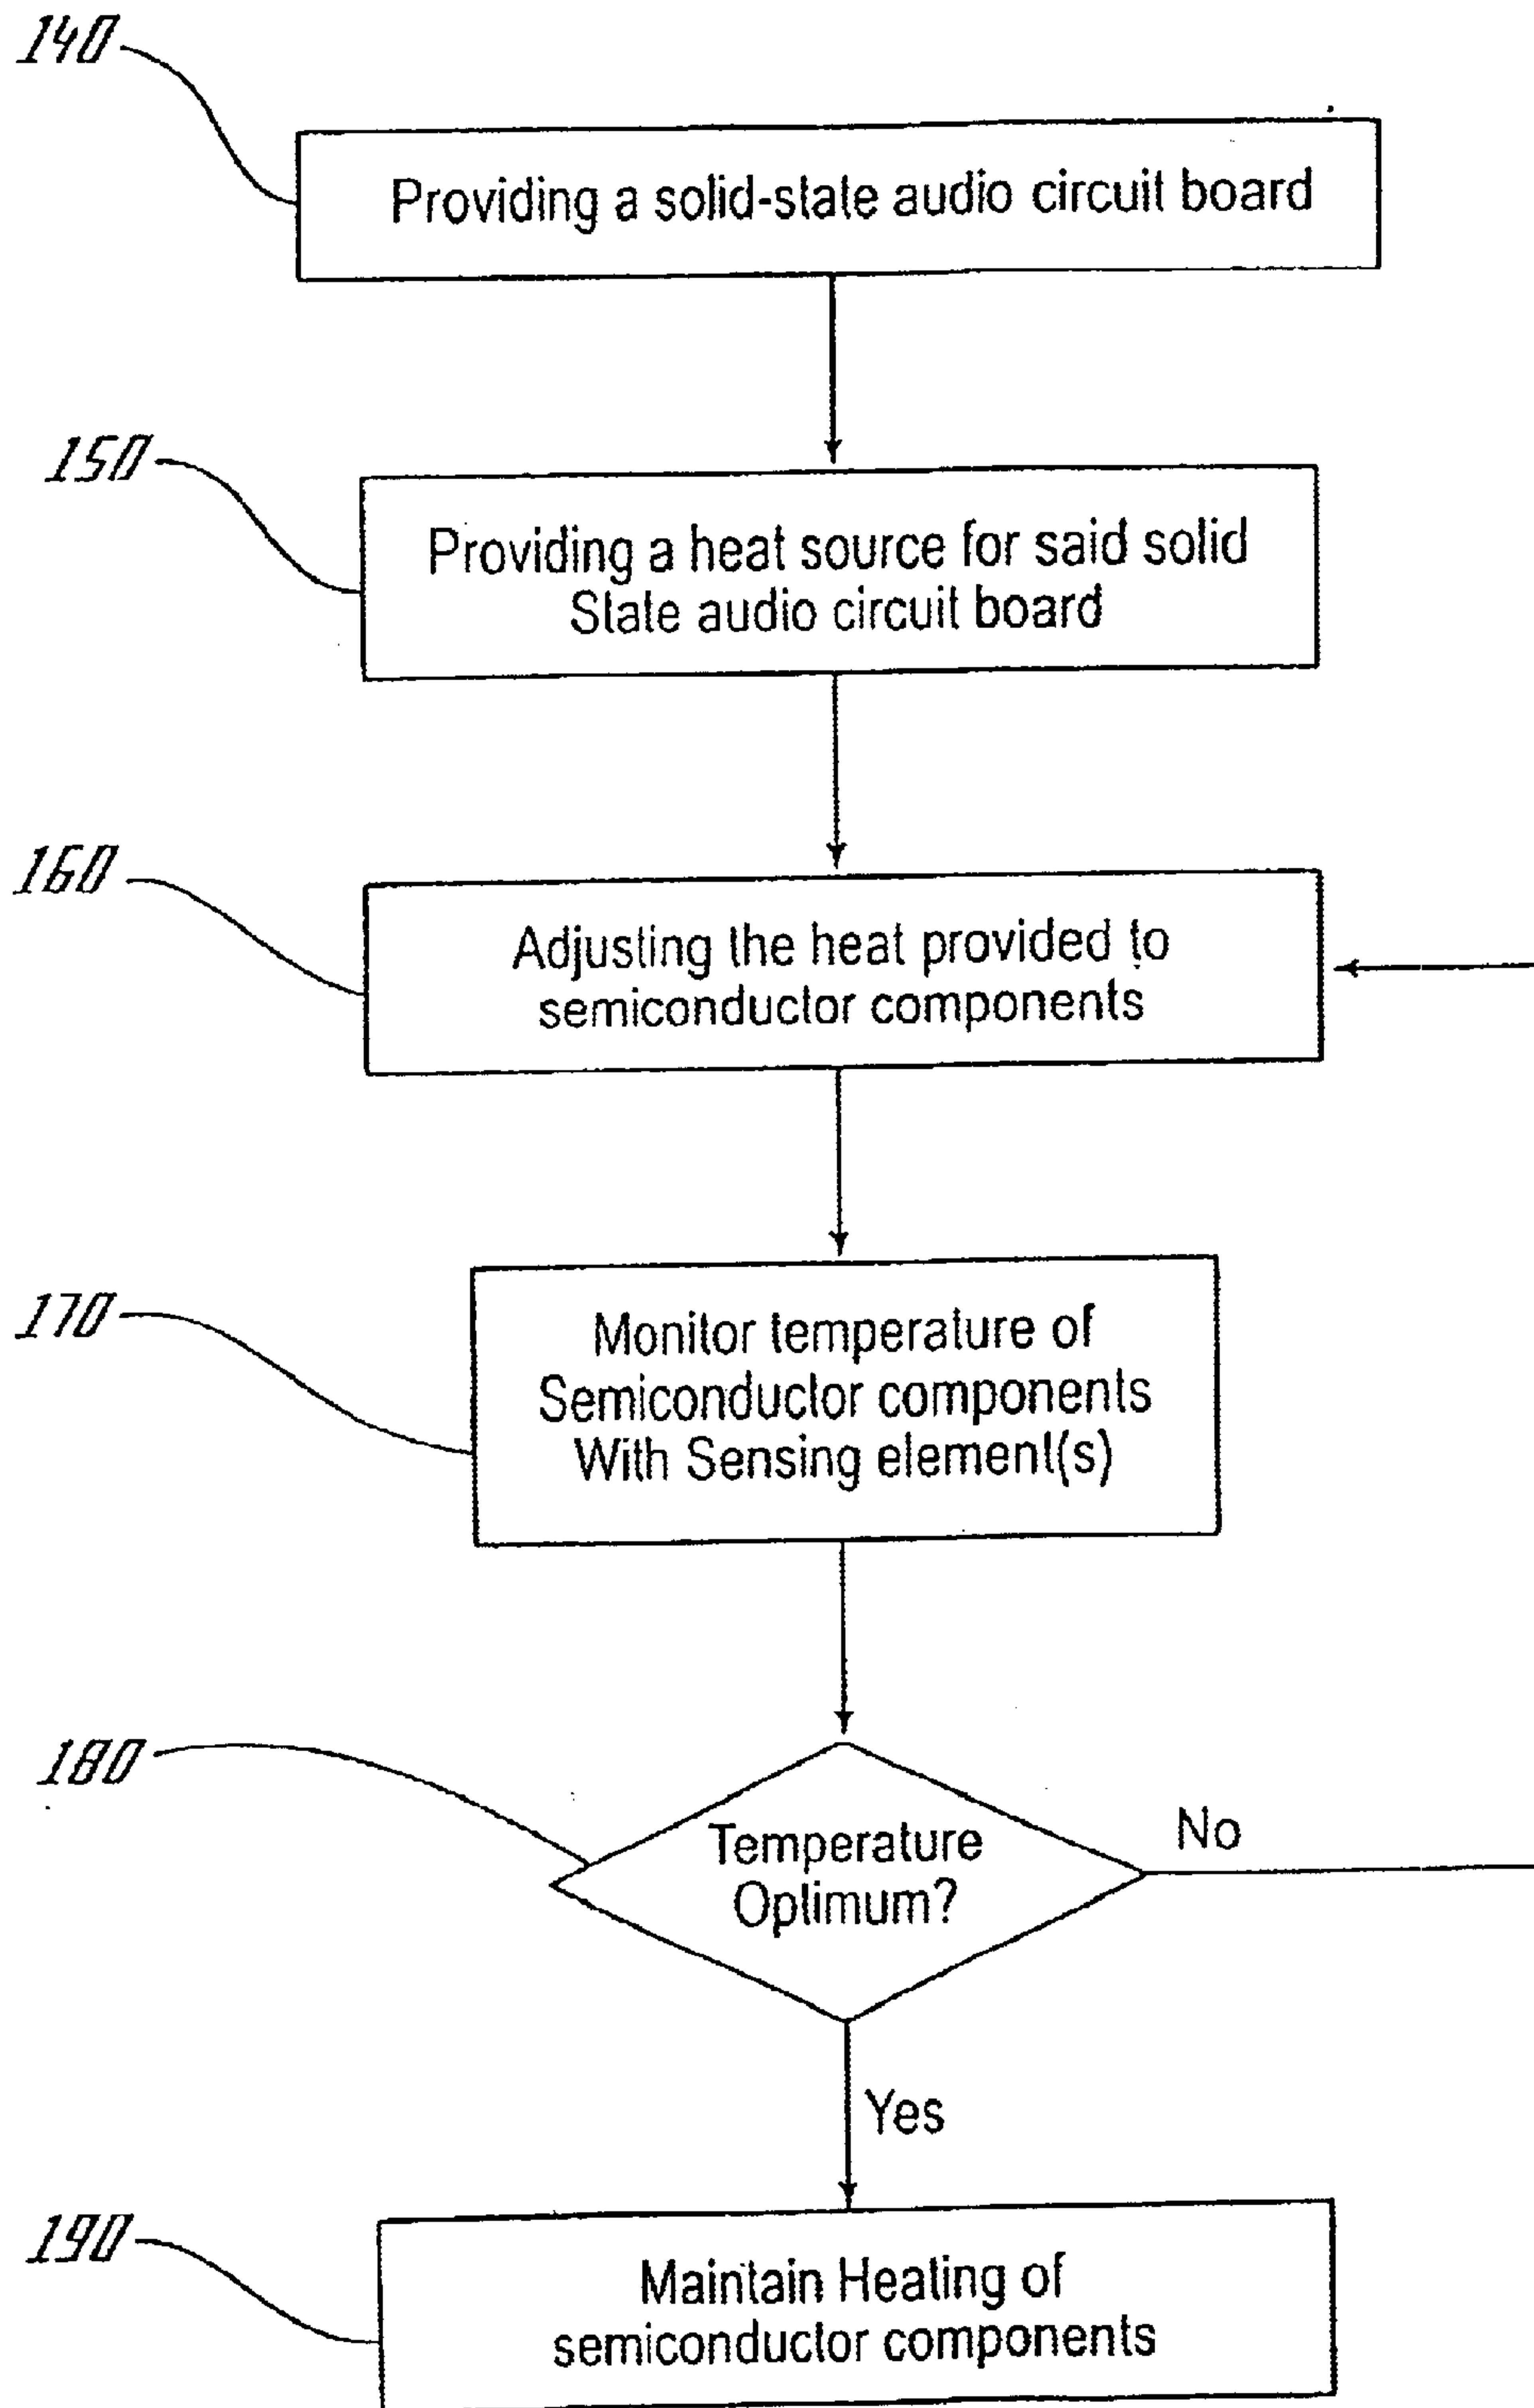 140
Providing a solid-state audio circuit board
150
Providing a heat source for said solid
State audio circuit board
160
Adjusting the heat provided to
semiconductor components
170
Monitor temperature of
Semiconductor components
With Sensing element(s)
180
Temperature
Optimum?
No
Yes
190
Maintain Heating of
semiconductor components